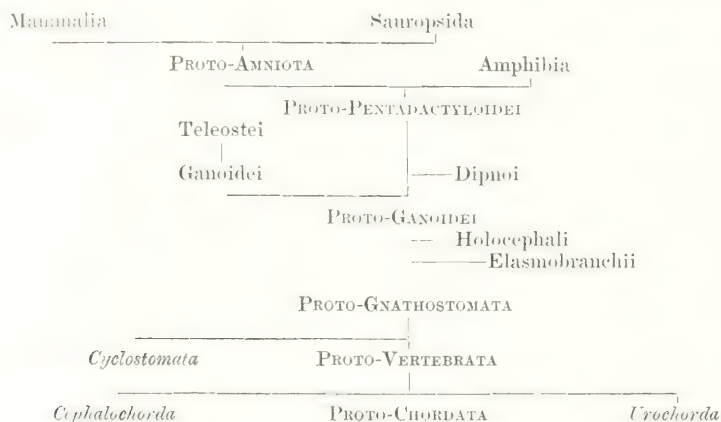 Mammalia Sauropsida
PROTO-AMNIOTA Amphibia
PROTO-PENTADACTYLOIDEI
Teleostei
Ganoidei Dipnoi
PROTO-GANOIDEI
Holocephali
Elasmobranchii
PROTO-GNATHOSTOMATA
Cyclostomata PROTO-VERTEBRATA
Cephalochorda PROTO-CHORDATA Urochorda